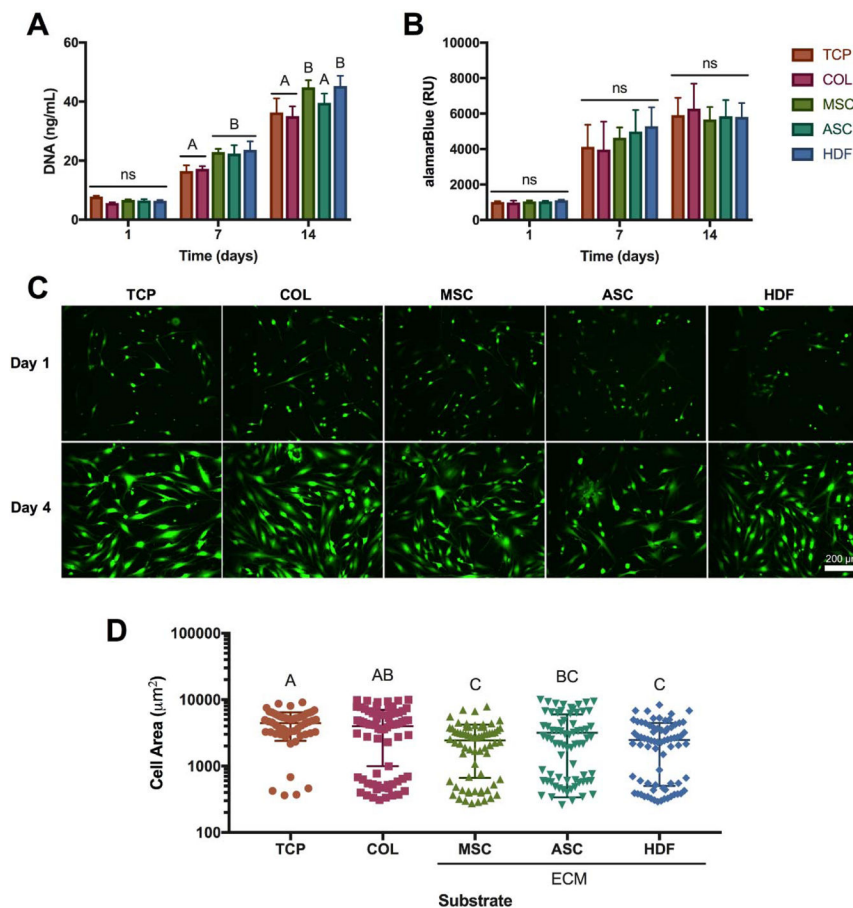 A
DNA (ng/mL)
60
40
20
0
ns
A
B
A
B
A
B
1
7
14
Time (days)
B
alamarBlue (RU)
10000
8000
6000
4000
2000
0
ns
ns
ns
1
7
14
Time (days)
TCP
COL
MSC
ASC
HDF
C
TCP COL MSC ASC HDF
Day 1
Day 4
200 µm
D
Cell Area (µm²)
100000
10000
1000
100
A
AB
C
BC
C
TCP COL MSC ASC HDF
ECM
Substrate